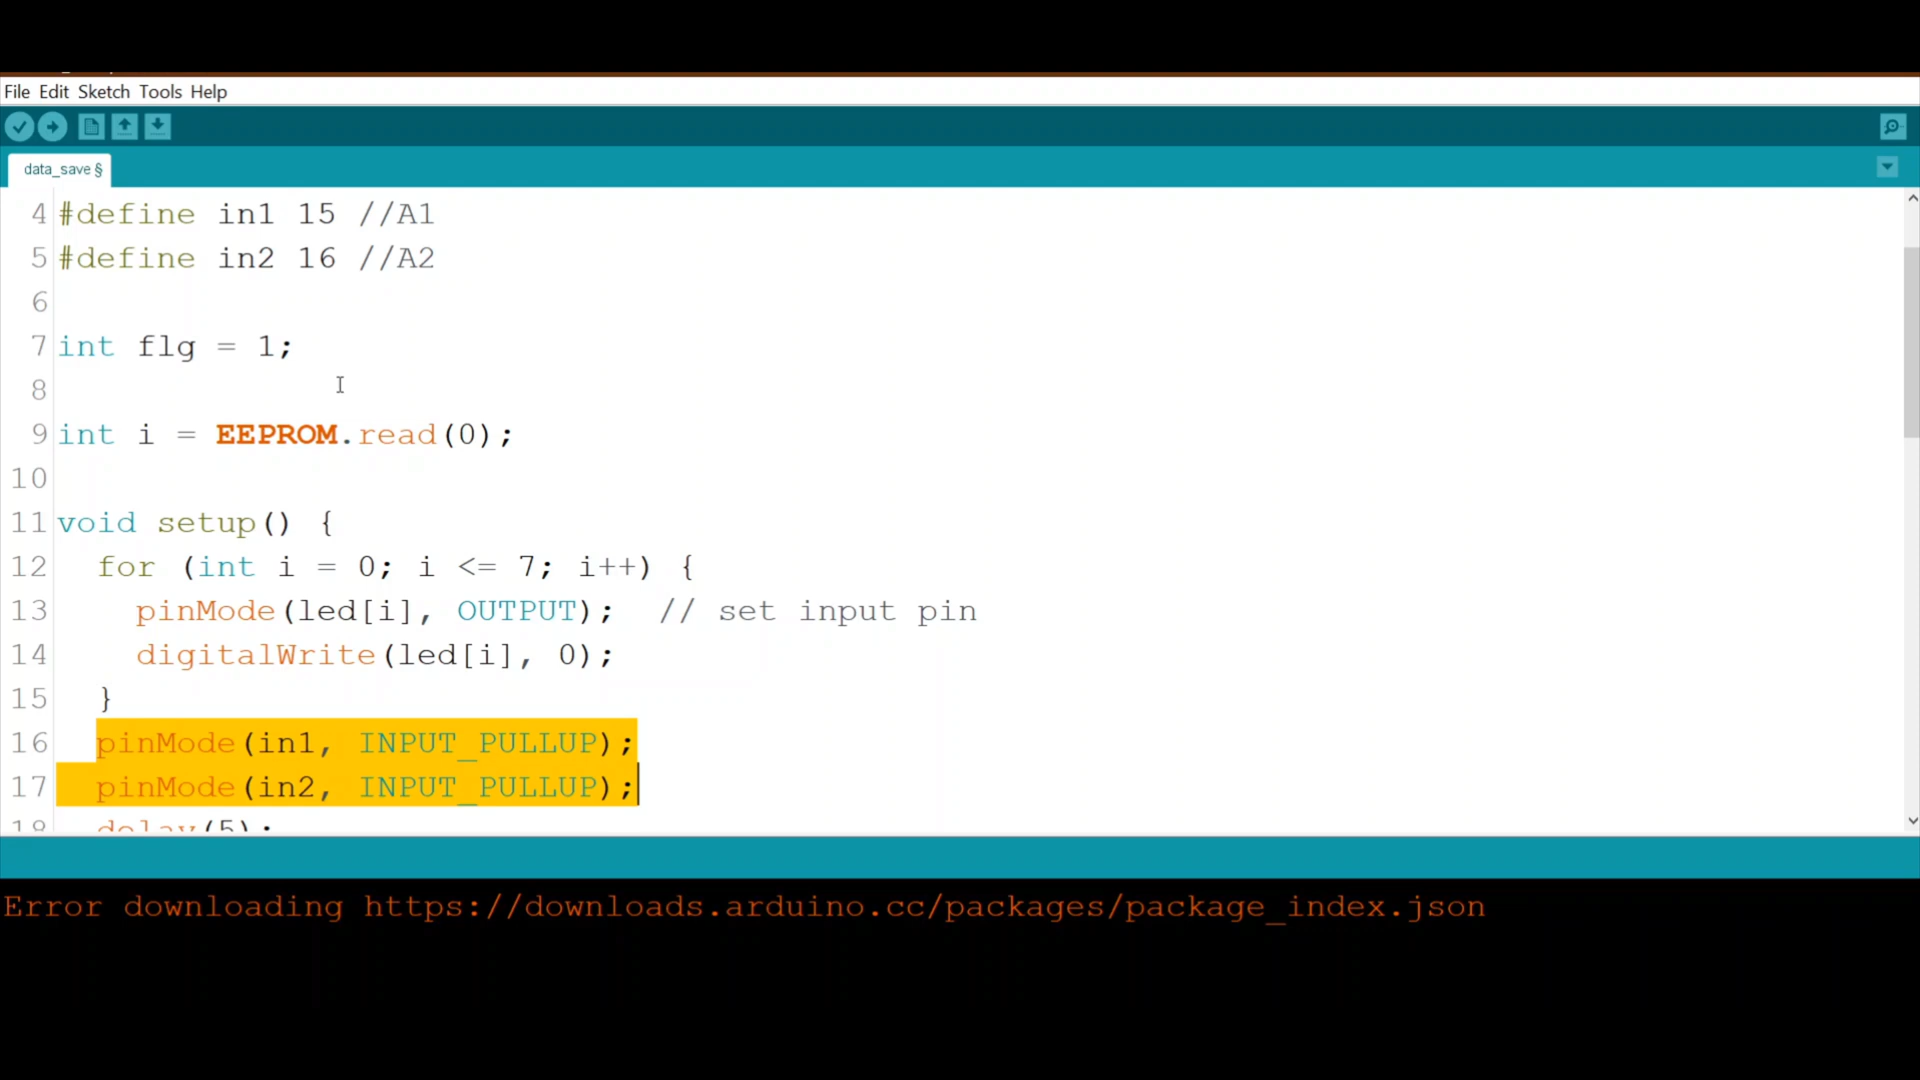 File Edit Sketch Tools Help
data_save §
4 #define in1 15 //A1
5 #define in2 16 //A2
6
7 int flg = 1;
8
9 int i = EEPROM.read(0);
10
11 void setup() {
12 for (int i = 0; i <= 7; i++) {
13 pinMode(led[i], OUTPUT); // set input pin
14 digitalWrite(led[i], 0);
15 }
16 pinMode(in1, INPUT_PULLUP);
17 pinMode(in2, INPUT_PULLUP);
18 delay(5);
Error downloading https://downloads.arduino.cc/packages/package_index.json